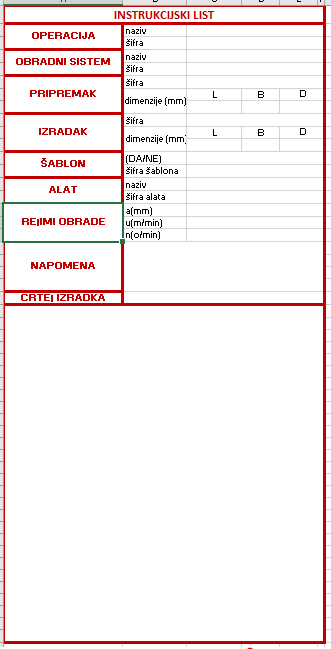 INSTRUKCIJSKI LIST
OPERACIJA
naziv
šifra
OBRADNI SISTEM
naziv
šifra
PRIPREMAK
šifra
dimenzije (mm)
L B D
IZRADAK
šifra
dimenzije (mm)
L B D
ŠABLON
(DA/NE)
šifra šablona
ALAT
naziv
šifra alata
REJIMI OBRADE
a(mm)
u(m/min)
n(o/min)
NAPOMENA
CRTEJ IZRADKA